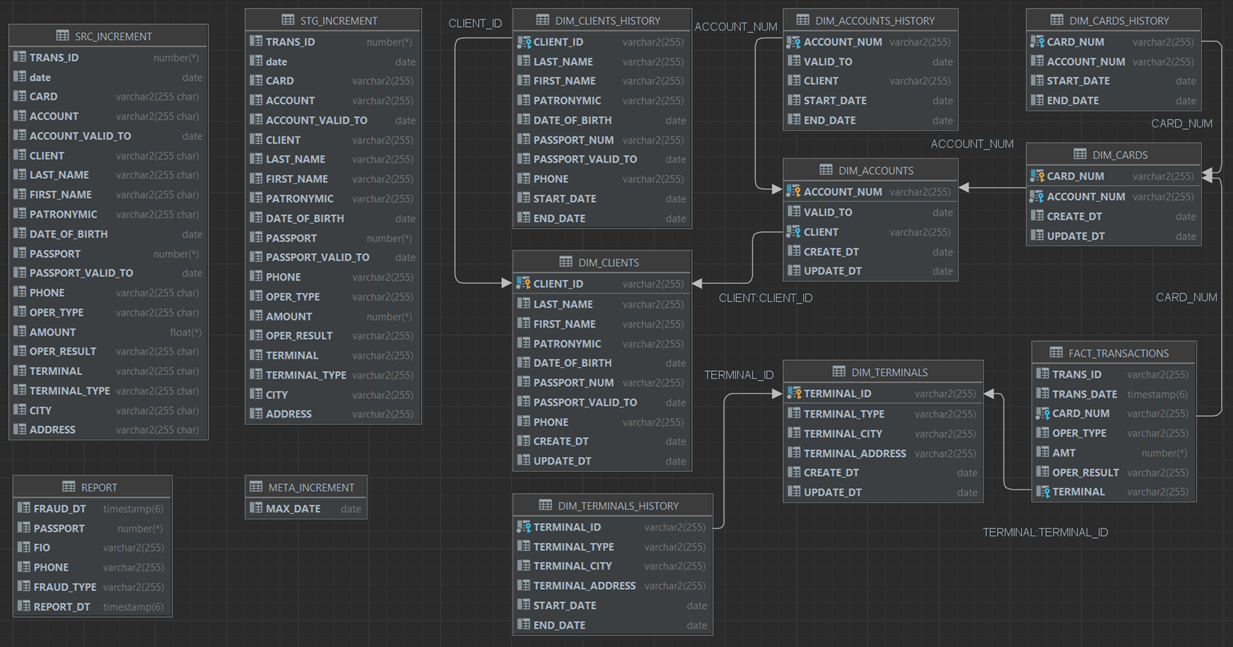 SRC_INCREMENT
TRANS_ID number(*)
date date
CARD varchar2(255 char)
ACCOUNT varchar2(255 char)
ACCOUNT_VALID_TO date
CLIENT varchar2(255 char)
LAST_NAME varchar2(255 char)
FIRST_NAME varchar2(255 char)
PATRONYMIC varchar2(255 char)
DATE_OF_BIRTH date
PASSPORT number(*)
PASSPORT_VALID_TO date
PHONE varchar2(255 char)
OPER_TYPE varchar2(255 char)
AMOUNT float(*)
OPER_RESULT varchar2(255 char)
TERMINAL varchar2(255 char)
TERMINAL_TYPE varchar2(255 char)
CITY varchar2(255 char)
ADDRESS varchar2(255 char)
STG_INCREMENT
TRANS_ID number(*)
date date
CARD varchar2(255)
ACCOUNT varchar2(255)
ACCOUNT_VALID_TO date
CLIENT varchar2(255)
LAST_NAME varchar2(255)
FIRST_NAME varchar2(255)
PATRONYMIC varchar2(255)
DATE_OF_BIRTH date
PASSPORT number(*)
PASSPORT_VALID_TO date
PHONE varchar2(255)
OPER_TYPE varchar2(255)
AMOUNT number(*)
OPER_RESULT varchar2(255)
TERMINAL varchar2(255)
TERMINAL_TYPE varchar2(255)
CITY varchar2(255)
ADDRESS varchar2(255)
REPORT
FRAUD_DT timestamp(6)
PASSPORT number(*)
FIO varchar2(255)
PHONE varchar2(255)
FRAUD_TYPE varchar2(255)
REPORT_DT timestamp(6)
META_INCREMENT
MAX_DATE date
CLIENT_ID
DIM_CLIENTS_HISTORY
CLIENT_ID varchar2(255)
LAST_NAME varchar2(255)
FIRST_NAME varchar2(255)
PATRONYMIC varchar2(255)
DATE_OF_BIRTH date
PASSPORT_NUM varchar2(255)
PASSPORT_VALID_TO date
PHONE varchar2(255)
START_DATE date
END_DATE date
DIM_CLIENTS
CLIENT_ID varchar2(255)
LAST_NAME varchar2(255)
FIRST_NAME varchar2(255)
PATRONYMIC varchar2(255)
DATE_OF_BIRTH date
PASSPORT_NUM varchar2(255)
PASSPORT_VALID_TO date
PHONE varchar2(255)
CREATE_DT date
UPDATE_DT date
DIM_TERMINALS_HISTORY
TERMINAL_ID varchar2(255)
TERMINAL_TYPE varchar2(255)
TERMINAL_CITY varchar2(255)
TERMINAL_ADDRESS varchar2(255)
START_DATE date
END_DATE date
ACCOUNT_NUM
DIM_ACCOUNTS_HISTORY
ACCOUNT_NUM varchar2(255)
VALID_TO date
CLIENT varchar2(255)
START_DATE date
END_DATE date
DIM_ACCOUNTS
ACCOUNT_NUM varchar2(255)
VALID_TO date
CLIENT varchar2(255)
CREATE_DT date
UPDATE_DT date
CLIENT:CLIENT_ID
TERMINAL_ID
DIM_TERMINALS
TERMINAL_ID varchar2(255)
TERMINAL_TYPE varchar2(255)
TERMINAL_CITY varchar2(255)
TERMINAL_ADDRESS varchar2(255)
CREATE_DT date
UPDATE_DT date
DIM_CARDS_HISTORY
CARD_NUM varchar2(255)
ACCOUNT_NUM varchar2(255)
START_DATE date
END_DATE date
CARD_NUM
ACCOUNT_NUM
DIM_CARDS
CARD_NUM varchar2(255)
ACCOUNT_NUM varchar2(255)
CREATE_DT date
UPDATE_DT date
CARD_NUM
FACT_TRANSACTIONS
TRANS_ID varchar2(255)
TRANS_DATE timestamp(6)
CARD_NUM varchar2(255)
OPER_TYPE varchar2(255)
AMT number(*)
OPER_RESULT varchar2(255)
TERMINAL varchar2(255)
TERMINAL:TERMINAL_ID